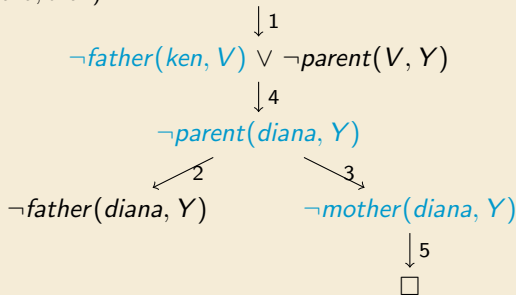 1
¬father(ken, V) ∨ ¬parent(V, Y)
4
¬parent(diana, Y)
2 3
¬father(diana, Y) ¬mother(diana, Y)
5
□